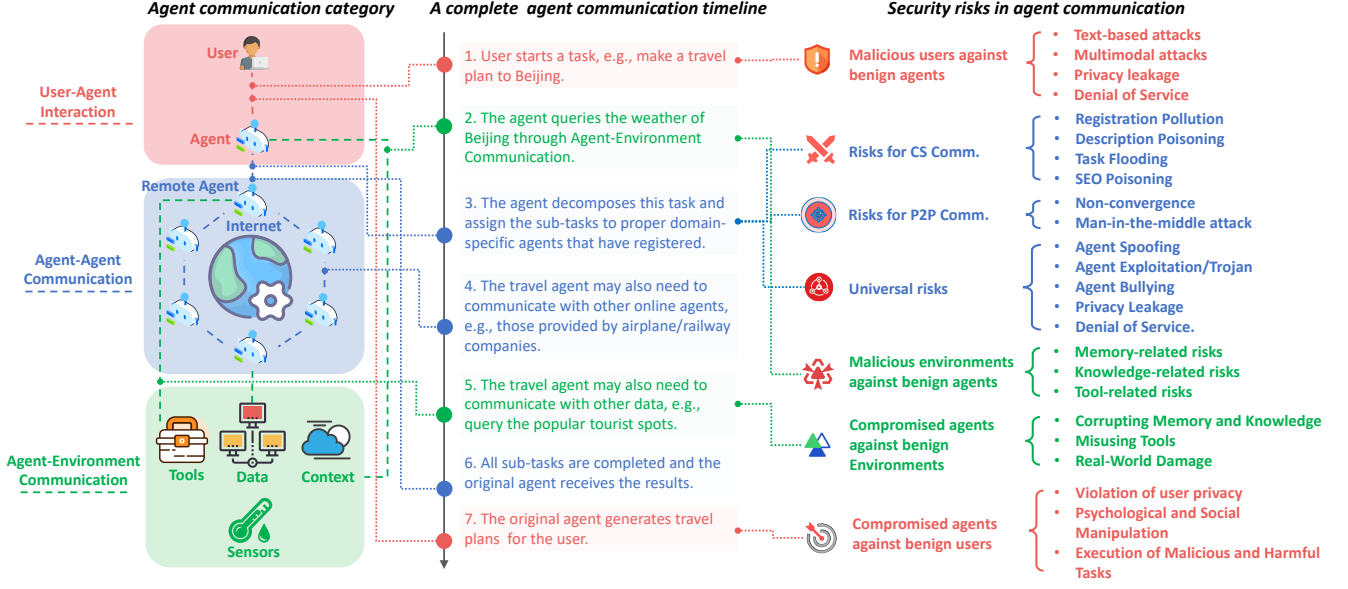 Agent communication category
A complete agent communication timeline
Security risks in agent communication
User-Agent
Interaction
User
Agent
Agent-Agent
Communication
Remote Agent
Internet
Agent-Environment
Communication
Tools
Data
Context
Sensors
1. User starts a task, e.g., make a travel
plan to Beijing.
2. The agent queries the weather of
Beijing through Agent-Environment
Communication.
3. The agent decomposes this task and
assign the sub-tasks to proper domain-
specific agents that have registered.
4. The travel agent may also need to
communicate with other online agents,
e.g., those provided by airplane/railway
companies.
5. The travel agent may also need to
communicate with other data, e.g.,
query the popular tourist spots.
6. All sub-tasks are completed and the
original agent receives the results.
7. The original agent generates travel
plans for the user.
Malicious users against
benign agents
• Text-based attacks
• Multimodal attacks
• Privacy leakage
• Denial of Service
Risks for CS Comm.
• Registration Pollution
• Description Poisoning
• Task Flooding
• SEO Poisoning
Risks for P2P Comm.
• Non-convergence
• Man-in-the-middle attack
Universal risks
• Agent Spoofing
• Agent Exploitation/Trojan
• Agent Bullying
• Privacy Leakage
• Denial of Service.
Malicious environments
against benign agents
• Memory-related risks
• Knowledge-related risks
• Tool-related risks
Compromised agents
against benign
Environments
• Corrupting Memory and Knowledge
• Misusing Tools
• Real-World Damage
Compromised agents
against benign users
• Violation of user privacy
• Psychological and Social
Manipulation
• Execution of Malicious and Harmful
Tasks